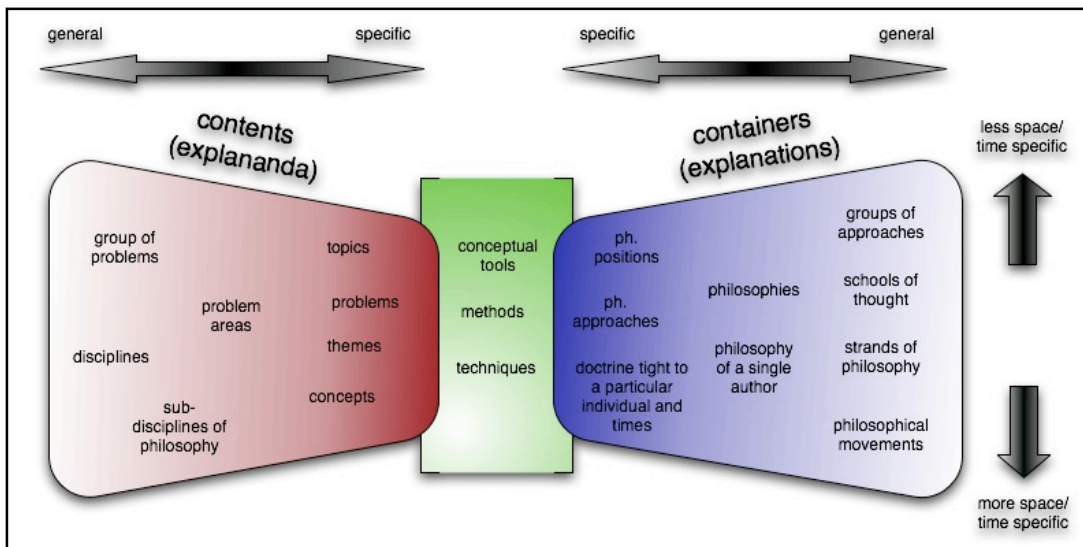 general
specific
specific
general
contents
(explananda)
containers
(explanations)
less space/
time specific
group of
problems
topics
problem
areas
problems
disciplines
themes
concepts
sub-
disciplines of
philosophy
conceptual
tools
methods
techniques
ph.
positions
ph.
approaches
doctrine tight to
a particular
individual and
times
philosophies
philosophy
of a single
author
groups of
approaches
schools of
thought
strands of
philosophy
philosophical
movements
more space/
time specific